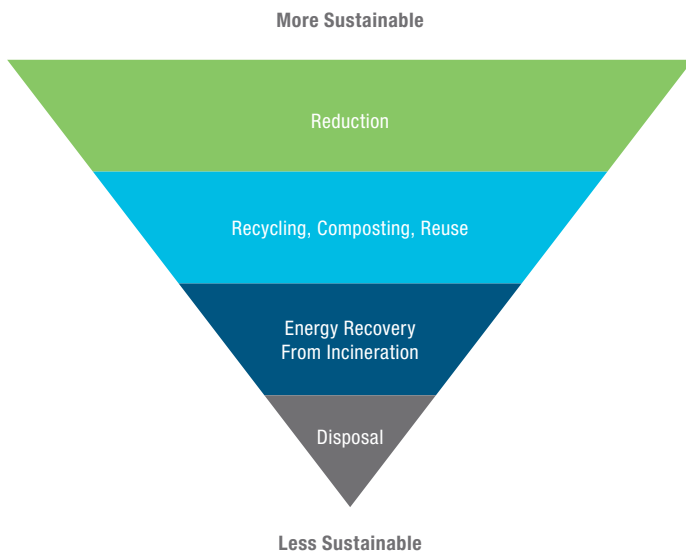 More Sustainable
Reduction
Recycling, Composting, Reuse
Energy Recovery
From Incineration
Disposal
Less Sustainable